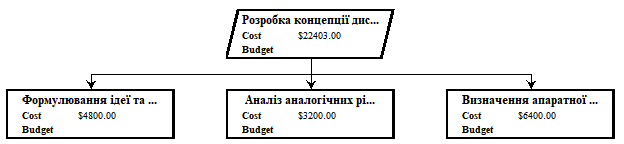 Розробка концепції дис...
Cost $22403.00
Budget
Формулювання ідеї та ...
Cost $4800.00
Budget
Аналіз аналогічних рі...
Cost $3200.00
Budget
Визначення апаратної ...
Cost $6400.00
Budget